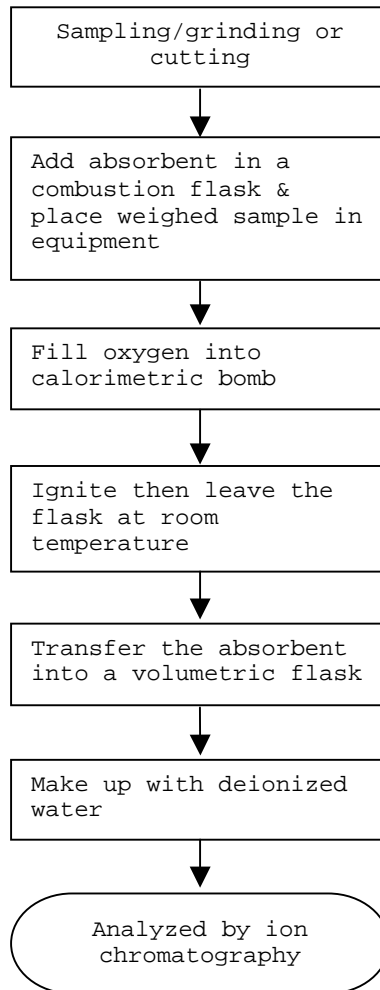 Sampling/grinding or
cutting
Add absorbent in a
combustion flask &
place weighed sample in
equipment
Fill oxygen into
calorimetric bomb
Ignite then leave the
flask at room
temperature
Transfer the absorbent
into a volumetric flask
Make up with deionized
water
Analyzed by ion
chromatography